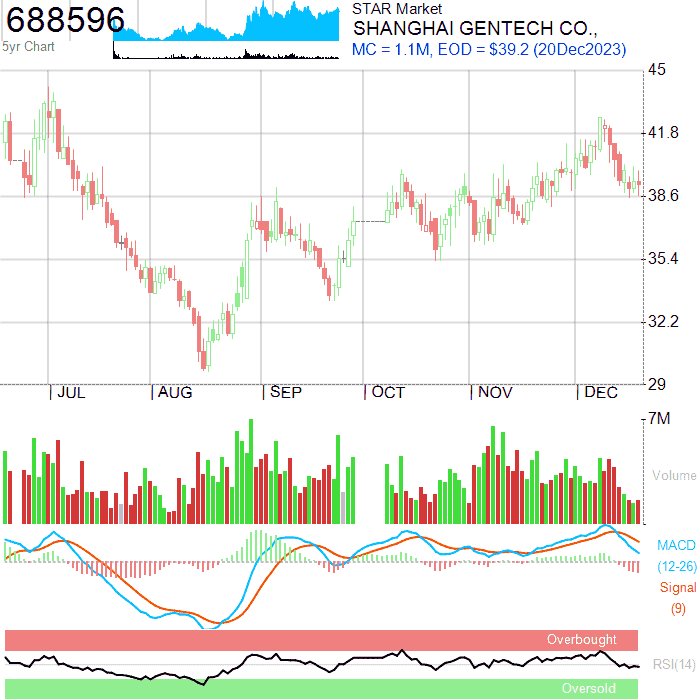 688596
5yr Chart
STAR Market
SHANGHAI GENTECH CO.,
MC = 1.1M, EOD = $39.2 (20Dec2023)
45
41.8
38.6
35.4
32.2
29
JUL AUG SEP OCT NOV DEC
7M
Volume
MACD
(12-26)
Signal
(9)
Overbought
RSI(14)
Oversold